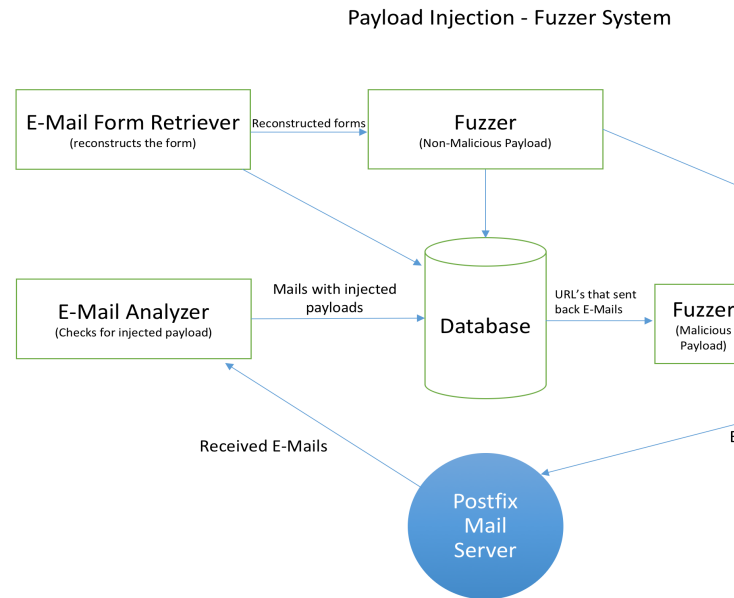 Payload Injection - Fuzzer System
E-Mail Form Retriever
(reconstructs the form)
Reconstructed forms
Fuzzer
(Non-Malicious Payload)
E-Mail Analyzer
(Checks for injected payload)
Mails with injected
payloads
Database
URL's that sent
back E-Mails
Fuzzer
(Malicious
Payload)
Received E-Mails
Postfix
Mail
Server